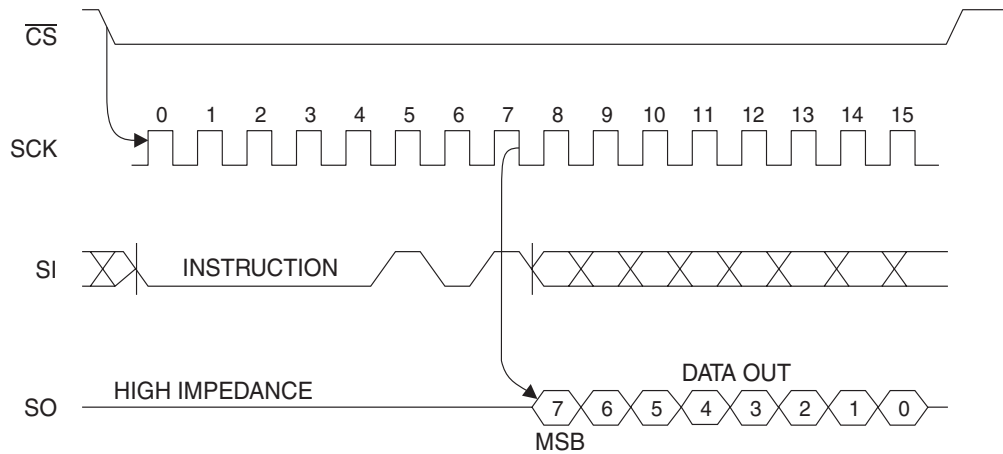 CS
0 1 2 3 4 5 6 7 8 9 10 11 12 13 14 15
SCK
SI
INSTRUCTION
DATA OUT
HIGH IMPEDANCE
SO
7 6 5 4 3 2 1 0
MSB